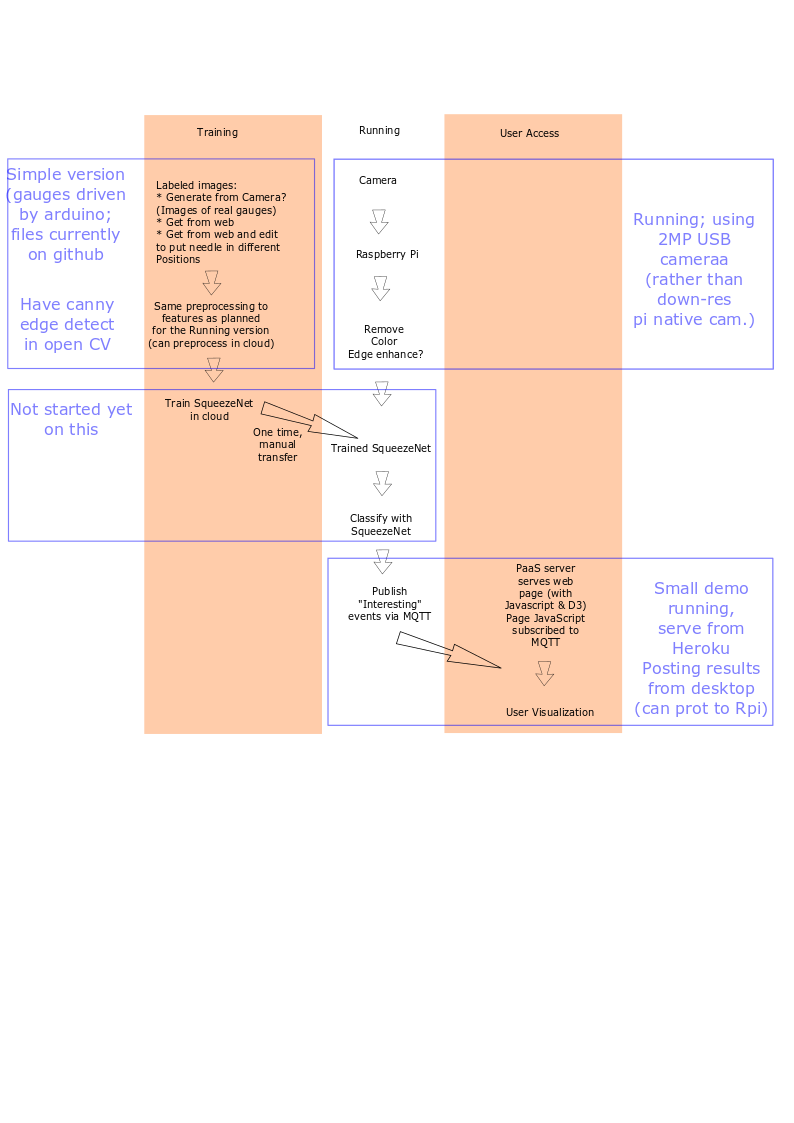 Training
Running
User Access
Simple version
(gauges driven
by arduino;
files currently
on github
Have canny
edge detect
in open CV
Labeled images:
* Generate from Camera?
(Images of real gauges)
* Get from web
* Get from web and edit
to put needle in different
Positions
Same preprocessing to
features as planned
for the Running version
(can preprocess in cloud)
Camera
Raspberry Pi
Remove
Color
Edge enhance?
Running; using
2MP USB
cameraa
(rather than
down-res
pi native cam.)
Not started yet
on this
Train SqueezeNet
in cloud
One time,
manual
transfer
Trained SqueezeNet
Classify with
SqueezeNet
Publish
"Interesting"
events via MQTT
PaaS server
serves web
page (with
Javascript & D3)
Page JavaScript
subscribed to
MQTT
User Visualization
Small demo
running,
serve from
Heroku
Posting results
from desktop
(can prot to Rpi)